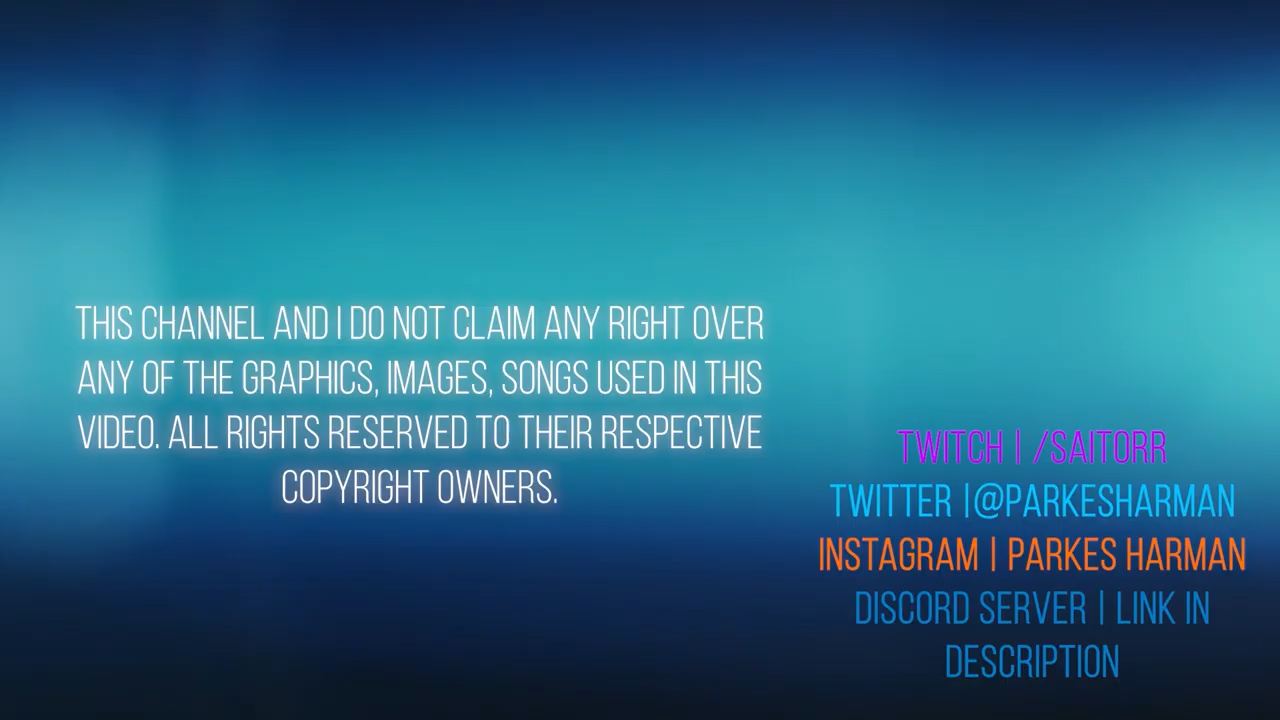 THIS CHANNEL AND I DO NOT CLAIM ANY RIGHT OVER
ANY OF THE GRAPHICS, IMAGES, SONGS USED IN THIS
VIDEO. ALL RIGHTS RESERVED TO THEIR RESPECTIVE
COPYRIGHT OWNERS.
TWITCH | /SAITORR
TWITTER |@PARKESHARMAN
INSTAGRAM | PARKES HARMAN
DISCORD SERVER | LINK IN
DESCRIPTION